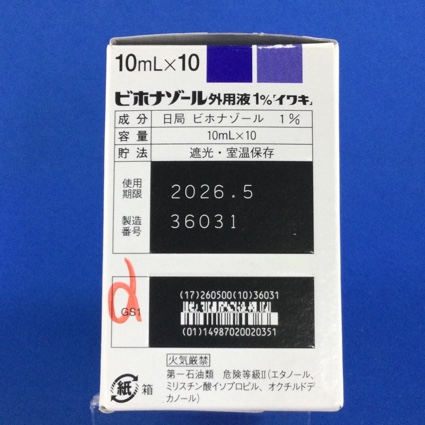 10mL×10
ビホナゾール外用液1%「イワキ」
成分 日局 ビホナゾール 1%
容量 10mL×10
貯法 遮光・室温保存
使用期限 2026.5
製造番号 36031
d
GS1
(17)260500(10)36031
(01)14987020020351
火気厳禁
第一石油類 危険等級Ⅱ(エタノール、
ミリスチン酸イソプロピル、オクチルドデ
カノール)
紙 箱